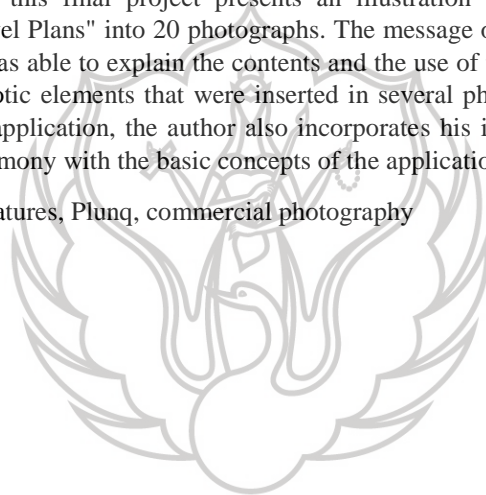 this final project presents an illustration
el Plans" into 20 photographs. The message o
as able to explain the contents and the use of
otic elements that were inserted in several ph
application, the author also incorporates his i
mony with the basic concepts of the applicatio
atures, Plunq, commercial photography